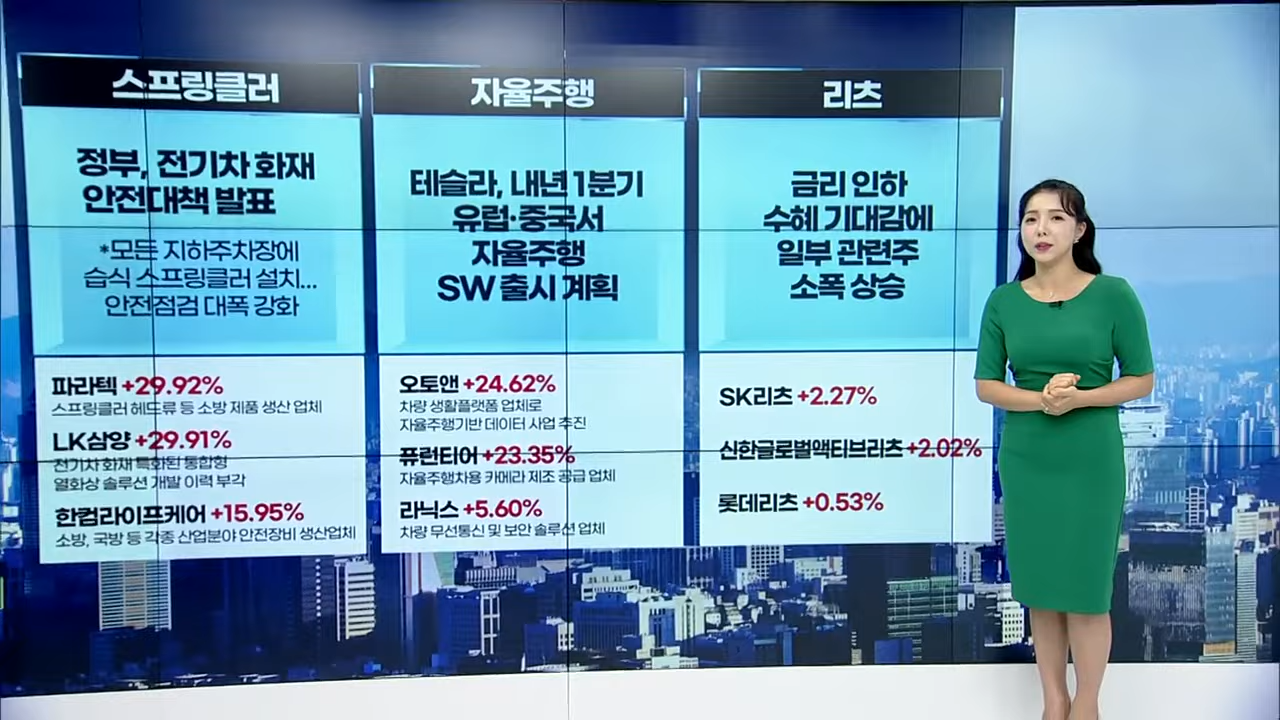 스프링클러
정부, 전기차 화재
안전대책 발표
*모든 지하주차장에
습식 스프링클러 설치...
안전점검 대폭 강화
파라텍 +29.92%
스프링클러 헤드류 등 소방 제품 생산 업체
LK삼양 +29.91%
전기차 화재 특화된 통합형
열화상 솔루션 개발 이력 부각
한컴라이프케어 +15.95%
소방, 국방 등 각종 산업분야 안전장비 생산업체
자율주행
테슬라, 내년 1분기
유럽·중국서
자율주행
SW 출시 계획
오토앤 +24.62%
차량 생활플랫폼 업체로
자율주행기반 데이터 사업 추진
퓨런티어 +23.35%
자율주행차용 카메라 제조 공급 업체
라닉스 +5.60%
차량 무선통신 및 보안 솔루션 업체
리츠
금리 인하
수혜 기대감에
일부 관련주
소폭 상승
SK리츠 +2.27%
신한글로벌액티브리츠 +2.02%
롯데리츠 +0.53%